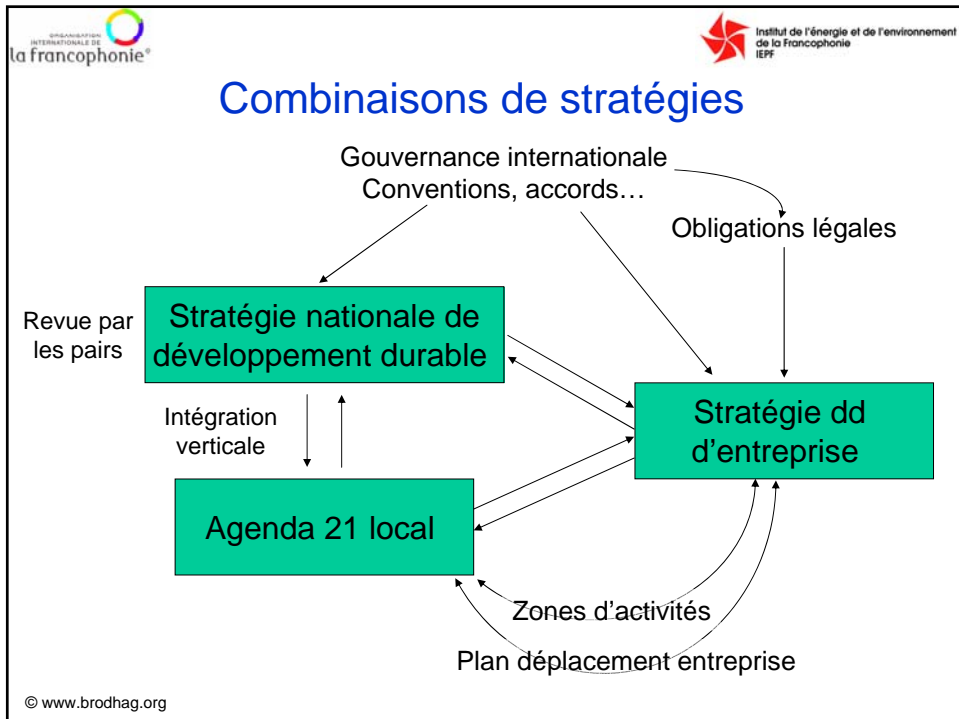 ORGANISATION
INTERNATIONALE DE
la francophonie
Institut de l'énergie et de l'environnement
de la Francophonie
IEPF
Combinaisons de stratégies
Gouvernance internationale
Conventions, accords…
Obligations légales
Revue par
les pairs
Stratégie nationale de
développement durable
Intégration
verticale
Stratégie dd
d'entreprise
Agenda 21 local
Zones d'activités
Plan déplacement entreprise
© www.brodhag.org